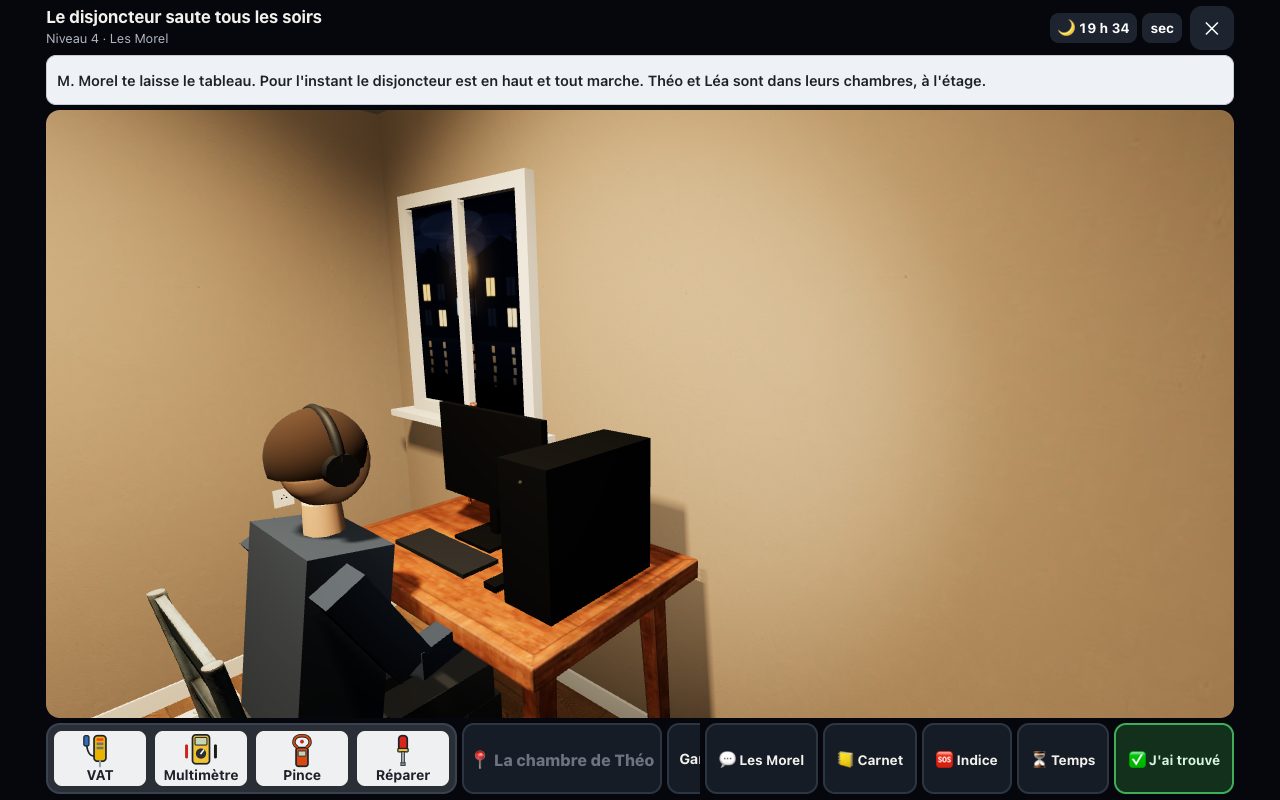 Le disjoncteur saute tous les soirs
Niveau 4 · Les Morel
🌙 19 h 34
sec
M. Morel te laisse le tableau. Pour l'instant le disjoncteur est en haut et tout marche. Théo et Léa sont dans leurs chambres, à l'étage.
VAT
Multimètre
Pince
Réparer
📍 La chambre de Théo
💬 Les Morel
📒 Carnet
🆘 Indice
⏳ Temps
✅ J'ai trouvé